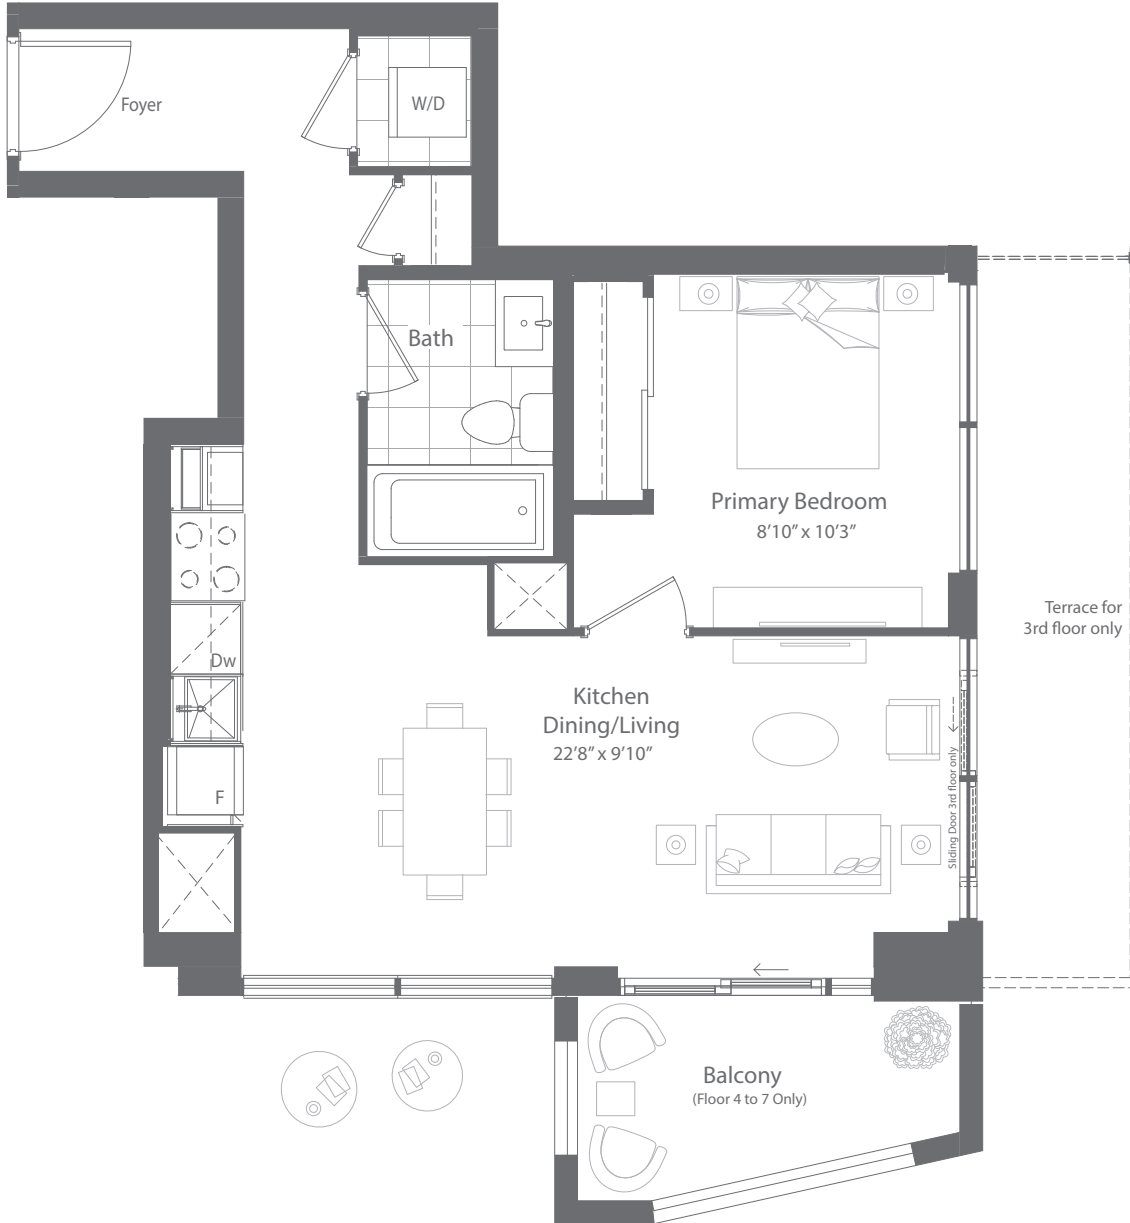 Foyer
W/D
Bath
Primary Bedroom
8’10” x 10’3”
Terrace for
3rd floor only
Dw
Kitchen
Dining/Living
22’8” x 9’10”
Sliding Door 3rd floor only
F
Balcony
(Floor 4 to 7 Only)